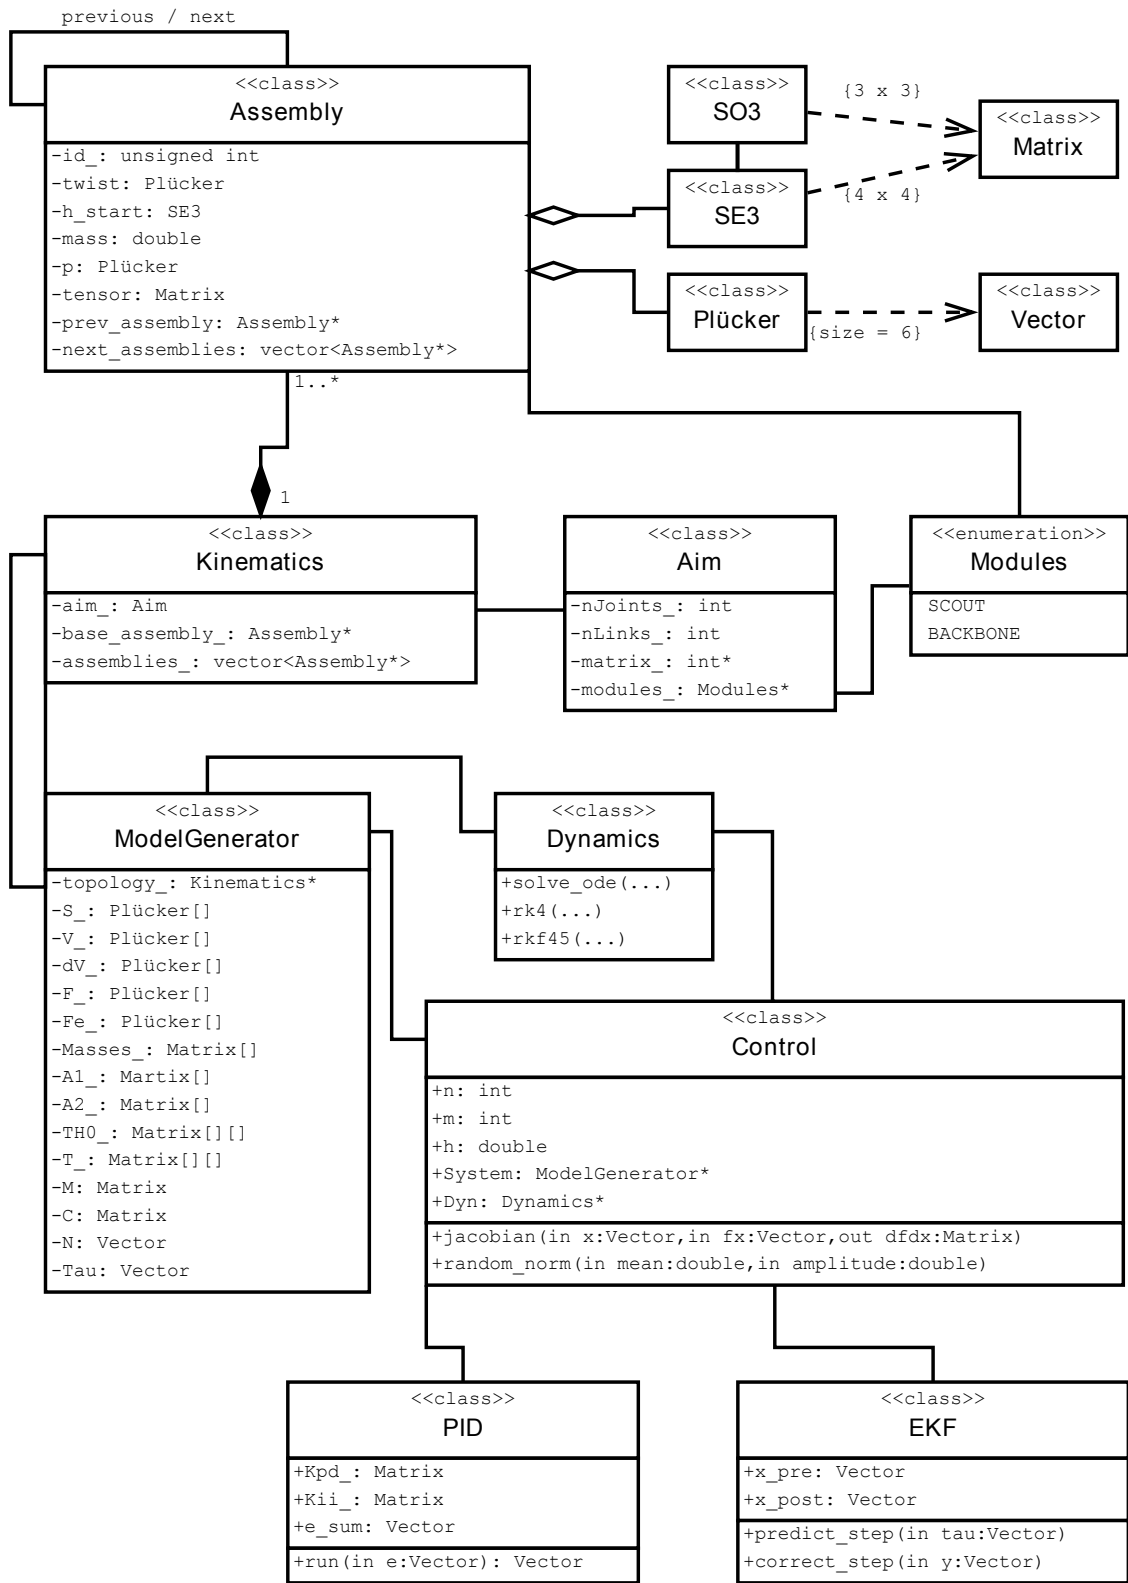 previous / next
<<class>>
Assembly
-id_: unsigned int
-twist: Plücker
-h_start: SE3
-mass: double
-p: Plücker
-tensor: Matrix
-prev_assembly: Assembly*
-next_assemblies: vector<Assembly*>
<<class>>
SO3
{3 x 3}
<<class>>
Matrix
<<class>>
SE3
{4 x 4}
<<class>>
Plücker
{size = 6}
<<class>>
Vector
1..*
1
<<class>>
Kinematics
-aim_: Aim
-base_assembly_: Assembly*
-assemblies_: vector<Assembly*>
<<class>>
Aim
-nJoints_: int
-nLinks_: int
-matrix_: int*
-modules_: Modules*
<<enumeration>>
Modules
SCOUT
BACKBONE
<<class>>
ModelGenerator
-topology_: Kinematics*
-S_: Plücker[]
-V_: Plücker[]
-dV_: Plücker[]
-F_: Plücker[]
-Fe_: Plücker[]
-Masses_: Matrix[]
-A1_: Martix[]
-A2_: Matrix[]
-TH0_: Matrix[][]
-T_: Matrix[][]
-M: Matrix
-C: Matrix
-N: Vector
-Tau: Vector
<<class>>
Dynamics
+solve_ode(...)
+rk4(...)
+rkf45(...)
<<class>>
Control
+n: int
+m: int
+h: double
+System: ModelGenerator*
+Dyn: Dynamics*
+jacobian(in x:Vector,in fx:Vector,out dfdx:Matrix)
+random_norm(in mean:double,in amplitude:double)
<<class>>
PID
+Kpd_: Matrix
+Kii_: Matrix
+e_sum: Vector
+run(in e:Vector): Vector
<<class>>
EKF
+x_pre: Vector
+x_post: Vector
+predict_step(in tau:Vector)
+correct_step(in y:Vector)